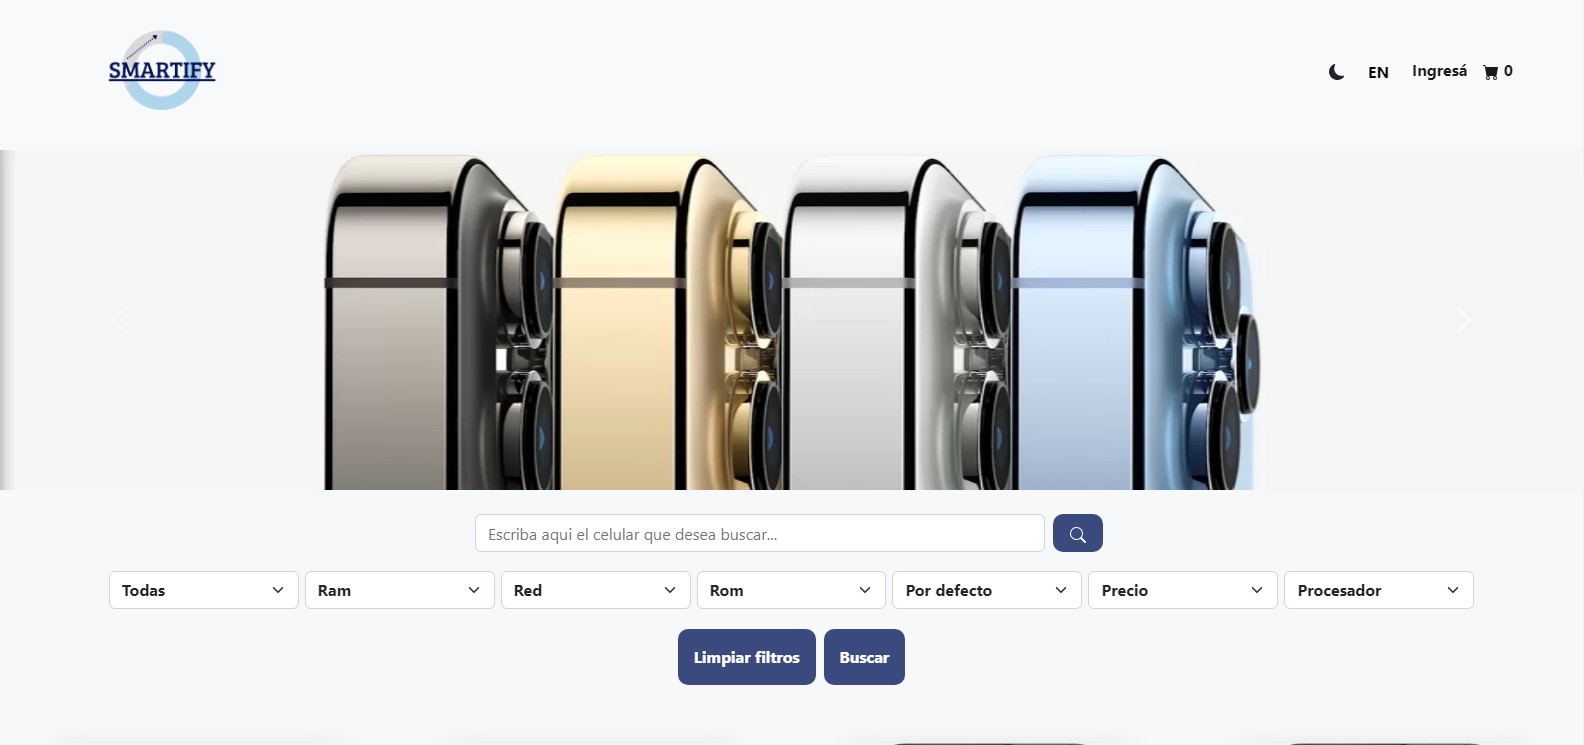 SMARTIFY
EN Ingresá 0
Escriba aqui el celular que desea buscar...
Todas Ram Red Rom Por defecto Precio Procesador
Limpiar filtros Buscar